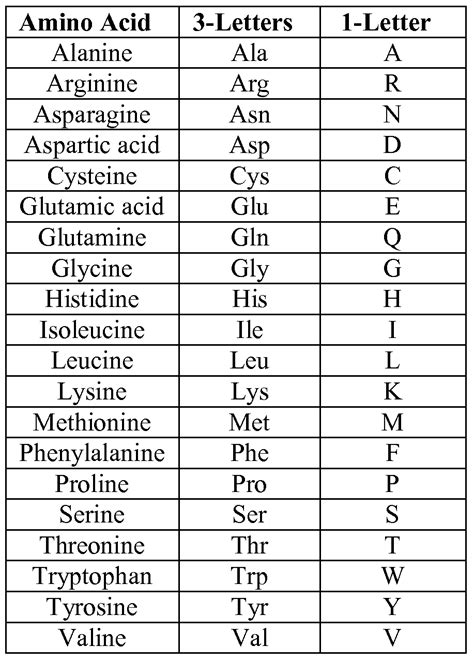 Amino Acid 3-Letters 1-Letter
Alanine Ala A
Arginine Arg R
Asparagine Asn N
Aspartic acid Asp D
Cysteine Cys C
Glutamic acid Glu E
Glutamine Gln Q
Glycine Gly G
Histidine His H
Isoleucine Ile I
Leucine Leu L
Lysine Lys K
Methionine Met M
Phenylalanine Phe F
Proline Pro P
Serine Ser S
Threonine Thr T
Tryptophan Trp W
Tyrosine Tyr Y
Valine Val V